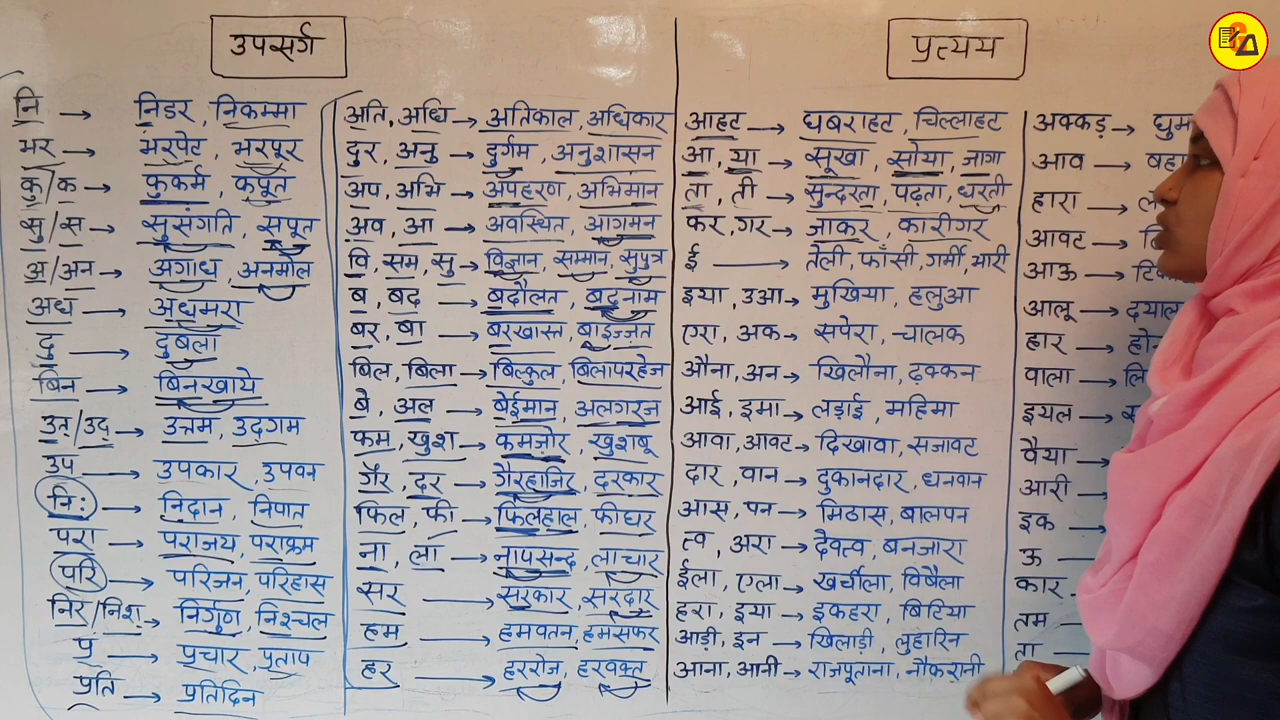 उपसर्ग
नि → निडर, निकम्मा
भर → भरपेट, भरपूर
कु/क → कुकर्म, कपूत
सु/स → सुसंगति, सपूत
अ/अन → अगाध, अनमोल
अध → अधमरा
दु → दुबला
बिन → बिनखाये
उत्/उद् → उत्तम, उद्गम
उप → उपकार, उपवन
नि: → निदान, निपात
परा → पराजय, पराक्रम
परि → परिजन, परिहास
निर/निश → निर्गुण, निश्चल
प्र → प्रचार, प्रताप
प्रति → प्रतिदिन
अति, अधि → अतिकाल, अधिकार
दुर, अनु → दुर्गम, अनुशासन
अप, अभि → अपहरण, अभिमान
अव, आ → अवस्थित, आगमन
वि, सम, सु → विज्ञान, सम्मान, सुपुत्र
ब, बद → बदौलत, बदनाम
बर, बा → बरखास्त, बाइज्ज़त
बिल, बिला → बिल्कुल, बिलापरहेज
बे, अल → बेईमान, अलगरज
कम, खुश → कमज़ोर, खुशबू
गैर, दर → गैरहाजिर, दरकार
फिल, फी → फिलहाल, फीघर
ना, ला → नापसन्द, लाचार
सर → सरकार, सरदार
हम → हमवतन, हमसफर
हर → हररोज, हरवक्त
प्रत्यय
आहट → घबराहट, चिल्लाहट
आ, या → सूखा, सोया, जागा
ता, ती → सुन्दरता, पढ़ता, धरती
कर, गर → जाकर, कारीगर
ई → तेली, फाँसी, गर्मी, भारी
इया, उआ → मुखिया, हलुआ
एरा, अक → सपेरा, चालक
औना, अन → खिलौना, ढ़क्कन
आई, इमा → लड़ाई, महिमा
आवा, आवट → दिखावा, सजावट
दार, वान → दुकानदार, धनवान
आस, पन → मिठास, बालपन
त्व, अरा → देवत्व, बनजारा
ईला, एला → खर्चीला, विषैला
हरा, इया → इकहरा, बिटिया
आड़ी, इन → खिलाड़ी, लुहारिन
आना, आनी → राजपूताना, नौकरानी
अक्कड़ → घुम
आव → बहा
हारा →
आवट →
आऊ → टिका
आलू → दयाल
हार → होन
वाला → लि
इयल →
वैया →
आरी →
इक →
ऊ
कार
तम
ता